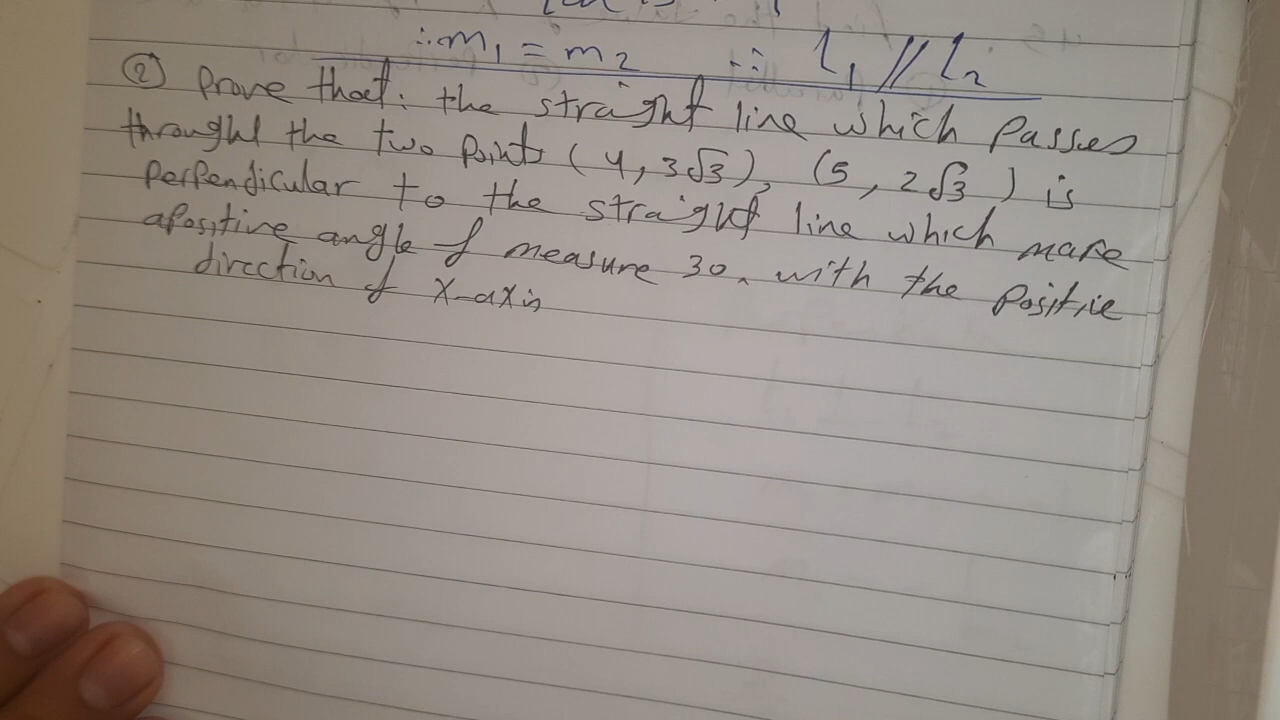 ∴ m₁ = m₂ ∴ L₁ // L₂
② Prove that: the straight line which Passes
throught the two Points (4, 3√3), (5, 2√3) is
PerPendicular to the straight line which make
aPositive angle of measure 30° with the Positive
direction of X-axis